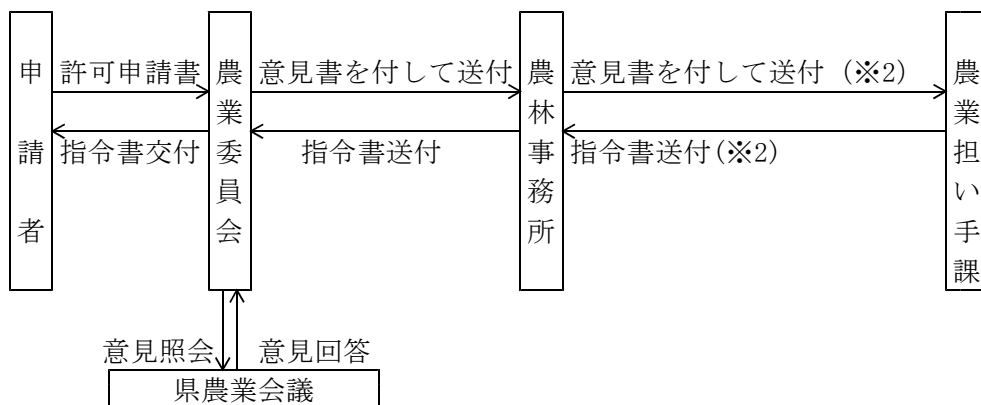 申請者
許可申請書
指令書交付
農業委員会
意見書を付して送付
指令書送付
農林事務所
意見書を付して送付 (※2)
指令書送付(※2)
農業担い手課
意見照会
意見回答
県農業会議